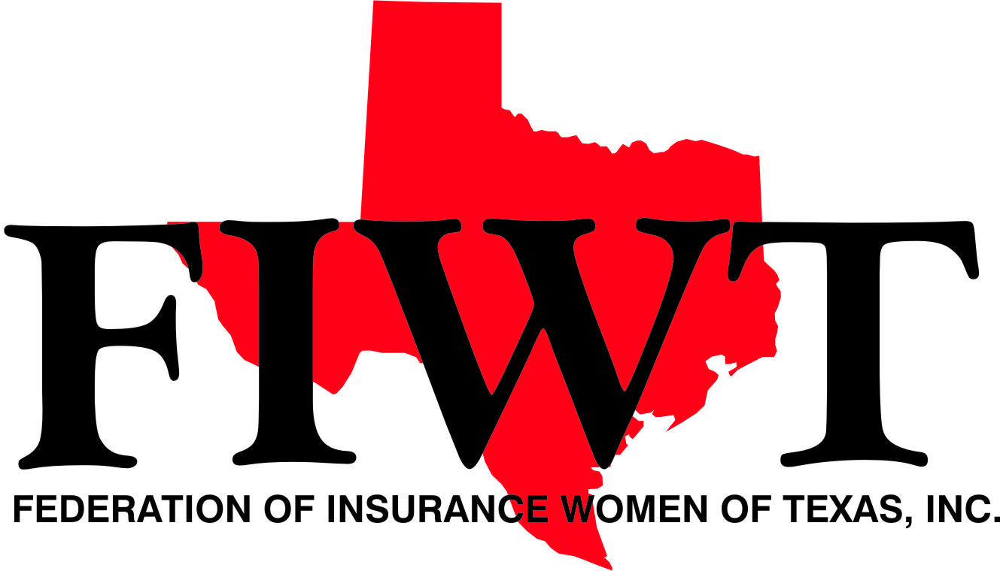 FIWT
FEDERATION OF INSURANCE WOMEN OF TEXAS, INC.